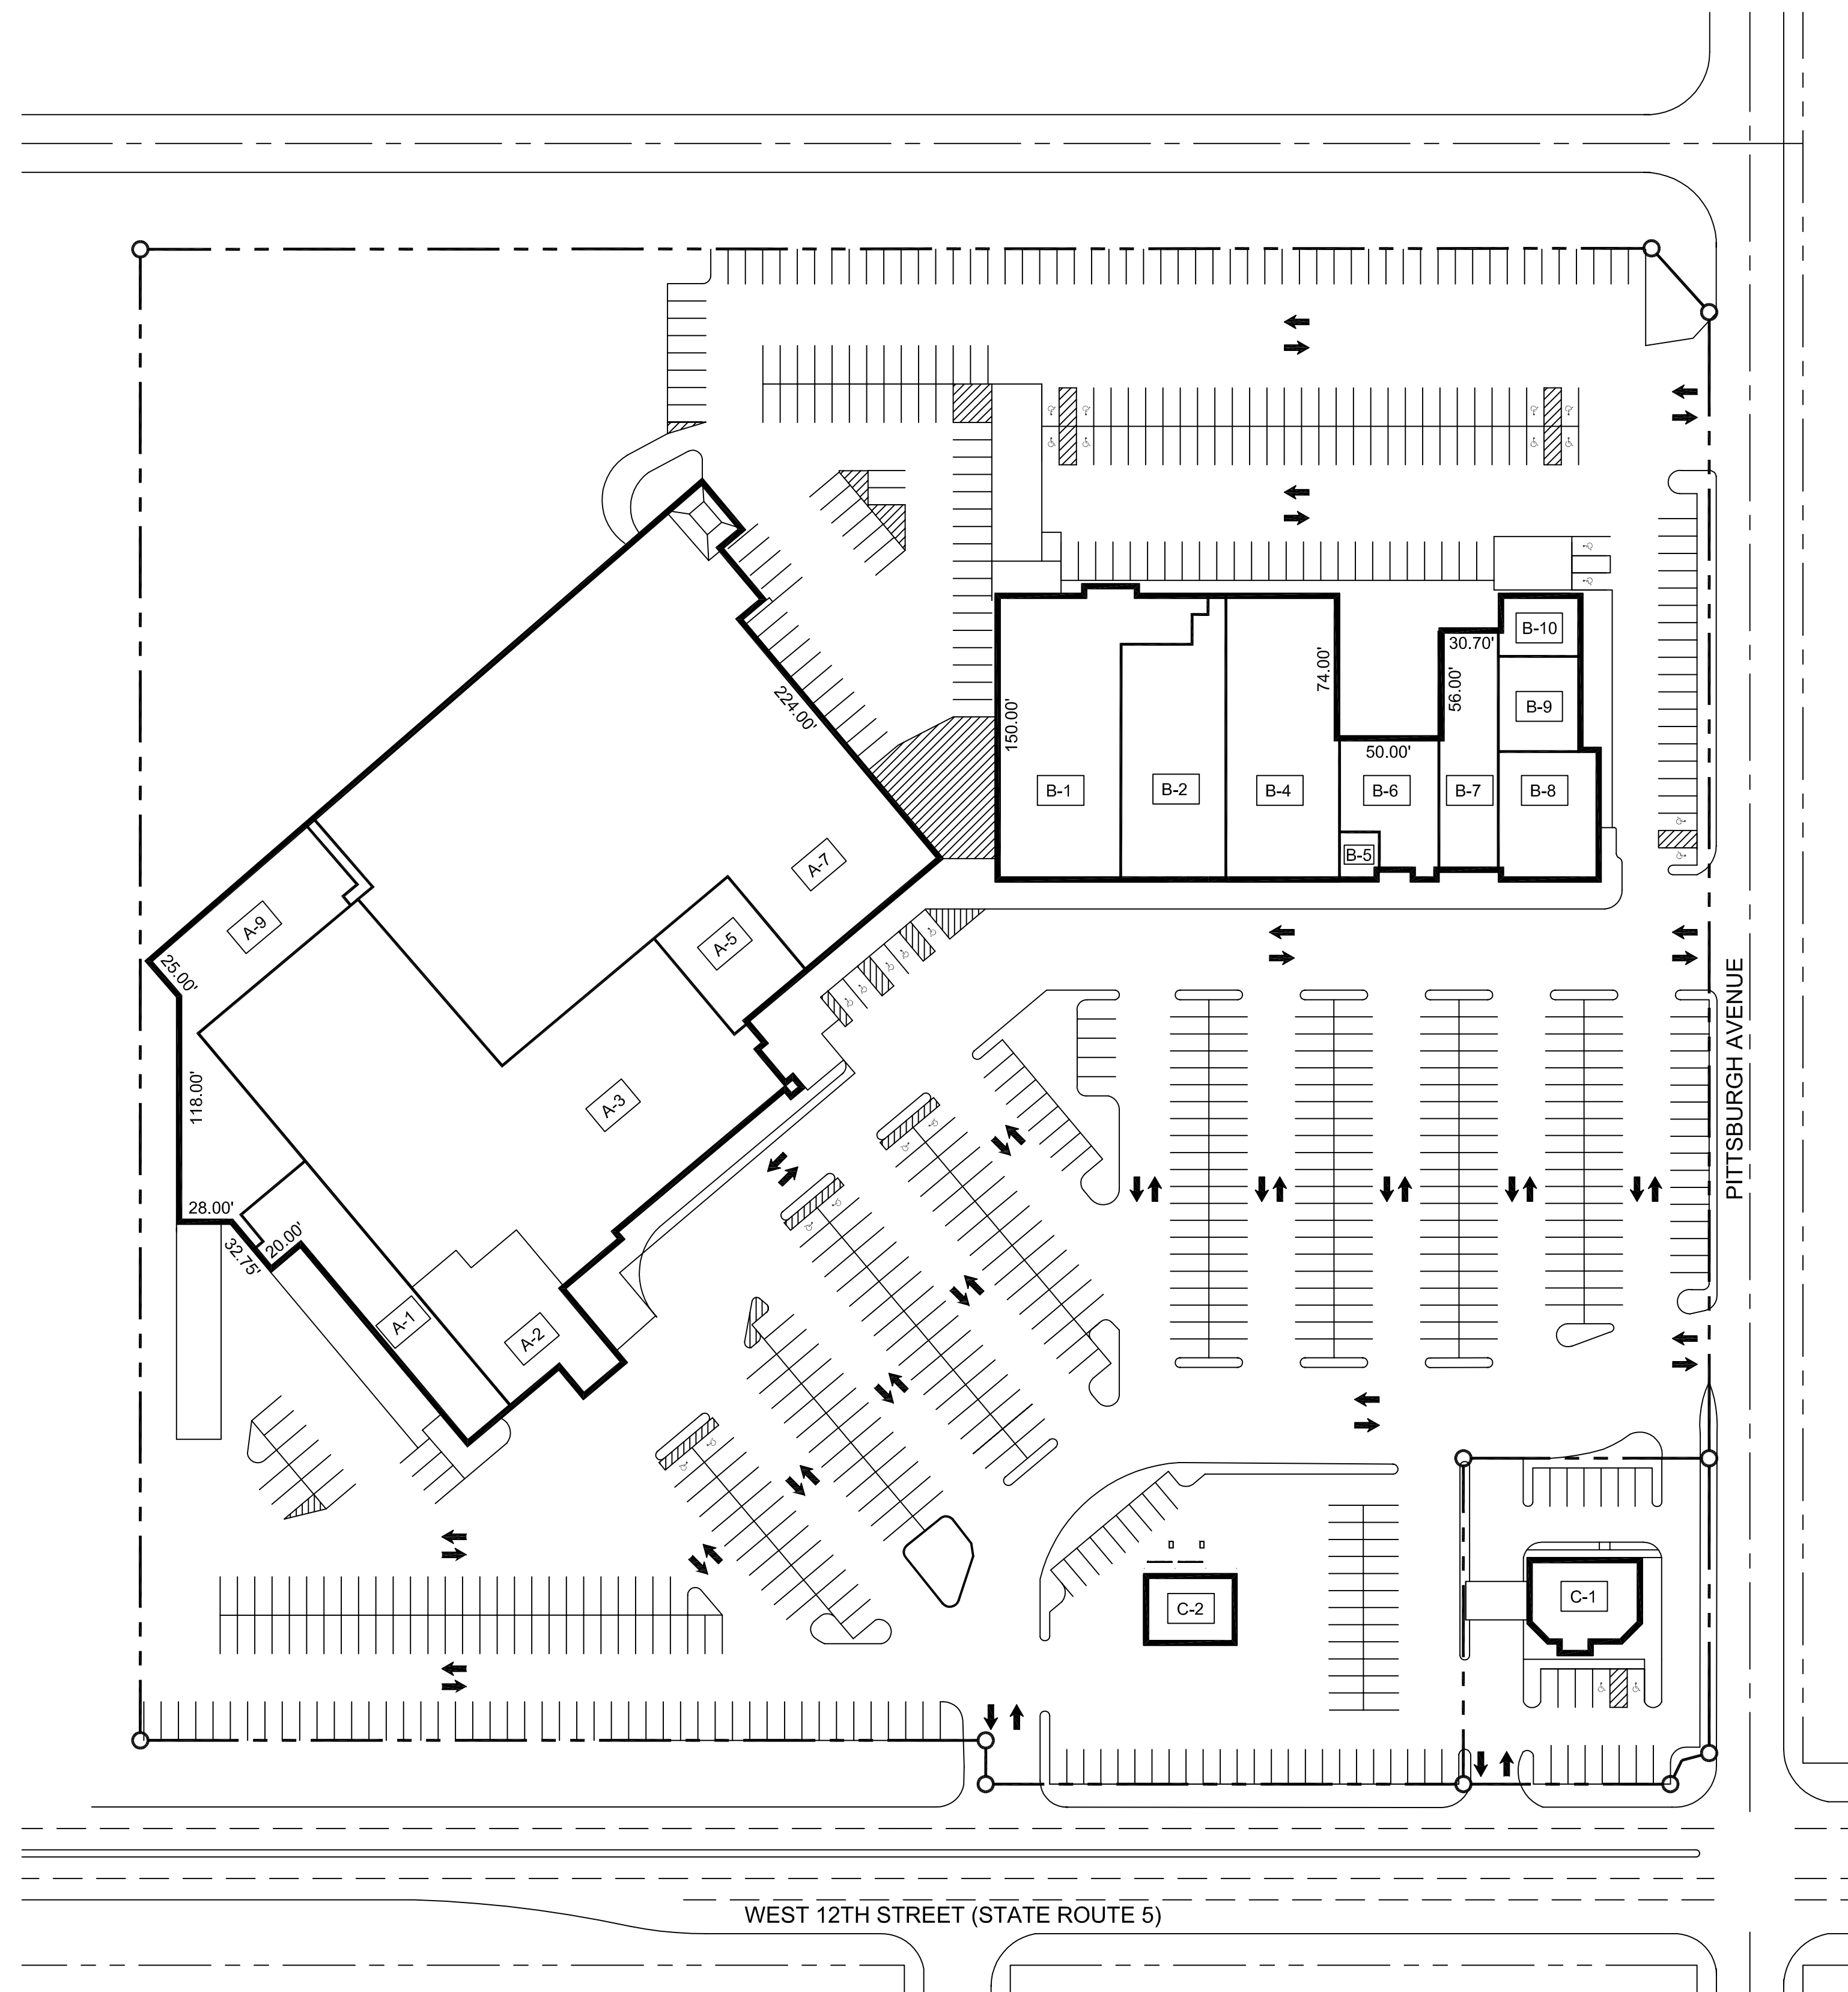 B-10
30.70'
74.00'
56.00'
224.00'
B-9
150.00'
50.00'
B-1
B-2
B-4
B-6
B-7
B-8
B-5
A-7
A-9
A-5
25.00'
118.00'
A-3
28.00'
32.75'
20.00'
A-1
A-2
PITTSBURGH AVENUE
C-1
C-2
WEST 12TH STREET (STATE ROUTE 5)